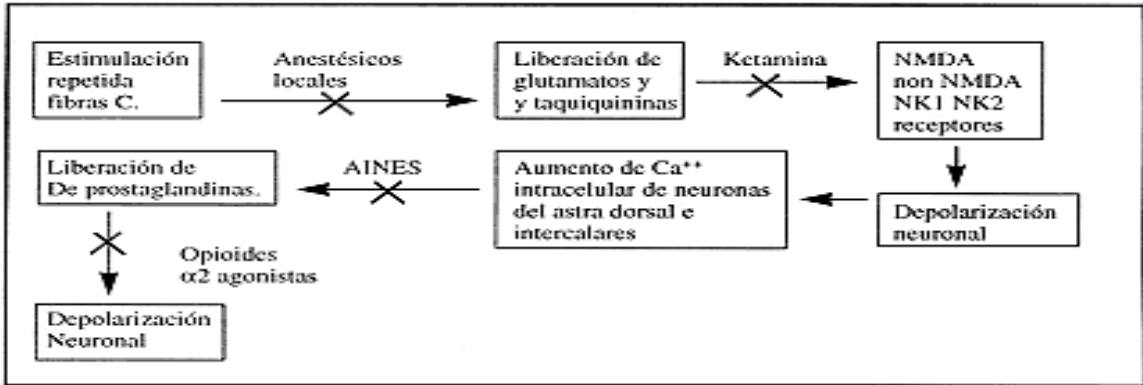 Estimulación
repetida
fibras C.
Anestésicos
locales
Liberación de
glutamatos y
y taquiquininas
Ketamina
NMDA
non NMDA
NK1 NK2
receptores
Depolarización
neuronal
Aumento de Ca++
intracelular de neuronas
del astra dorsal e
intercalares
AINES
Liberación de
De prostaglandinas.
Opioides
α2 agonistas
Depolarización
Neuronal